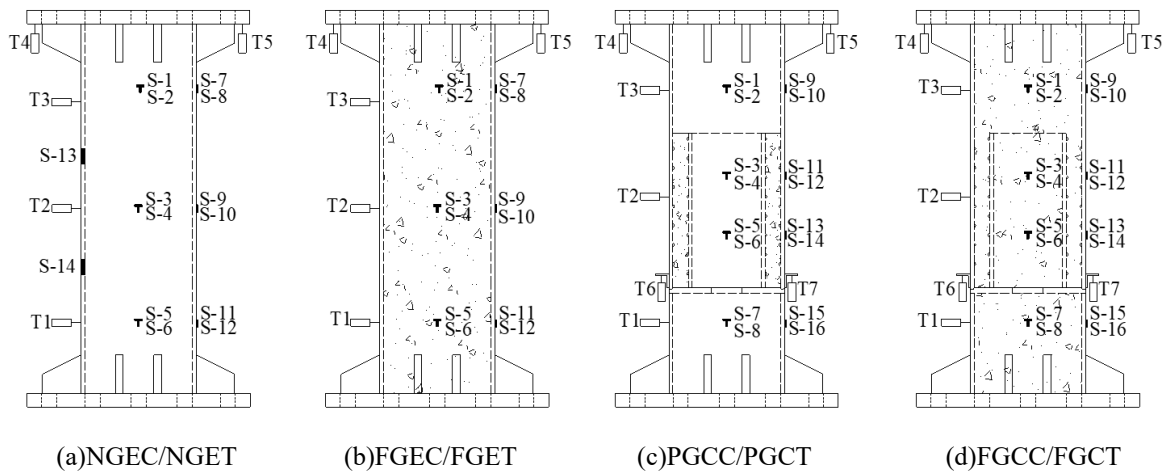 T4 T5
S-1 S-7
S-2 S-8
T3
S-13
S-3 S-9
T2 S-4 S-10
S-14
S-5 S-11
T1 S-6 S-12
(a)NGEC/NGET
T4 T5
S-1 S-7
S-2 S-8
T3
S-3 S-9
T2 S-4 S-10
S-5 S-11
T1 S-6 S-12
(b)FGEC/FGET
T4 T5
S-1 S-9
T3 S-2 S-10
S-3 S-11
S-4 S-12
T2
S-5 S-13
S-6 S-14
T6 T7
S-7 S-15
T1 S-8 S-16
(c)PGCC/PGCT
T4 T5
S-1 S-9
T3 S-2 S-10
S-3 S-11
S-4 S-12
T2
S-5 S-13
S-6 S-14
T6 T7
S-7 S-15
T1 S-8 S-16
(d)FGCC/FGCT